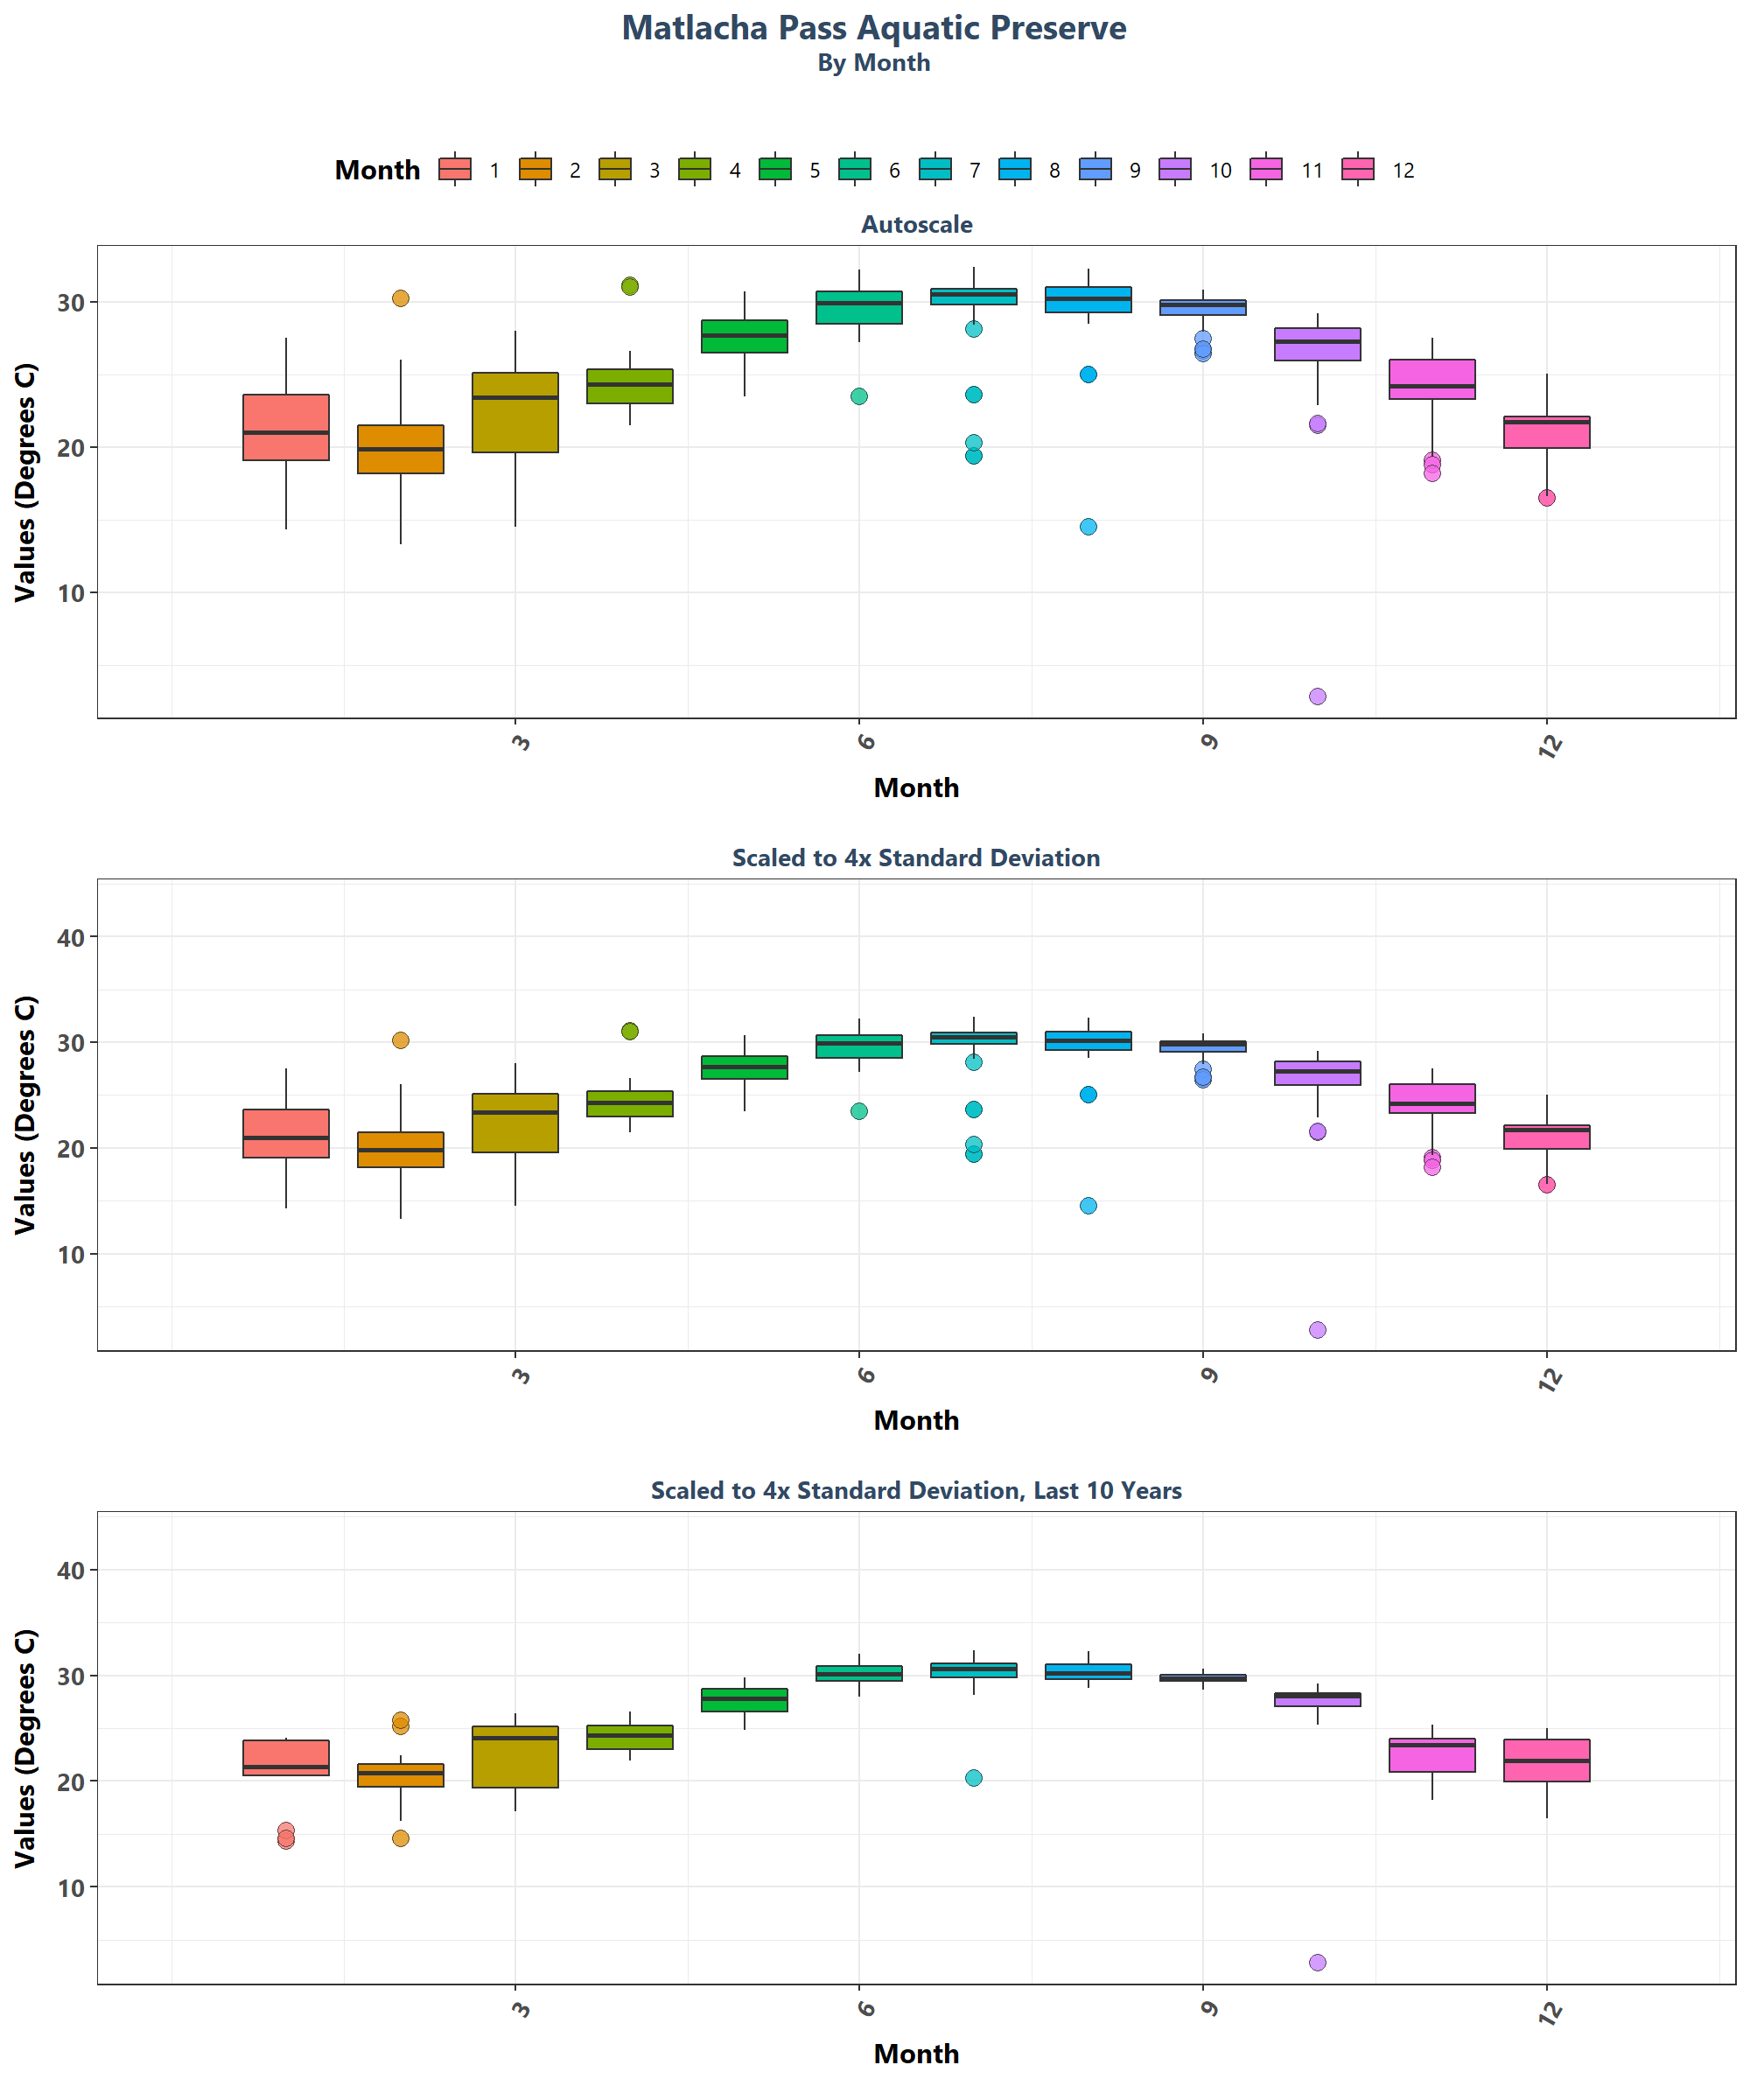 Matlacha Pass Aquatic Preserve
By Month
Month 1 2 3 4 5 6 7 8 9 10 11 12
Autoscale
Values (Degrees C)
30
20
10
3 6 9 12
Month
Scaled to 4x Standard Deviation
Values (Degrees C)
40
30
20
10
3 6 9 12
Month
Scaled to 4x Standard Deviation, Last 10 Years
Values (Degrees C)
40
30
20
10
3 6 9 12
Month